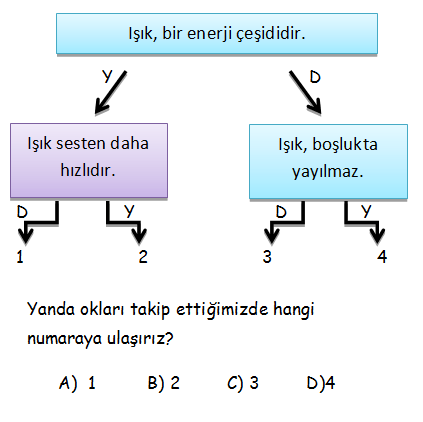 Işık, bir enerji çeşididir.
Y
D
Işık sesten daha
hızlıdır.
Işık, boşlukta
yayılmaz.
D
Y
D
Y
1
2
3
4
Yanda okları takip ettiğimizde hangi
numaraya ulaşırız?
A) 1 B) 2 C) 3 D)4